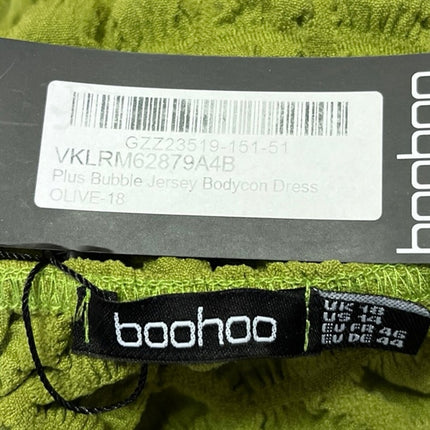 GZZ23519-151-51
VKLRM62879A4B
Plus Bubble Jersey Bodycon Dress
OLIVE-18
boohoo
boohoo
UK 18
US 14
EU FR 46
EU DE 44